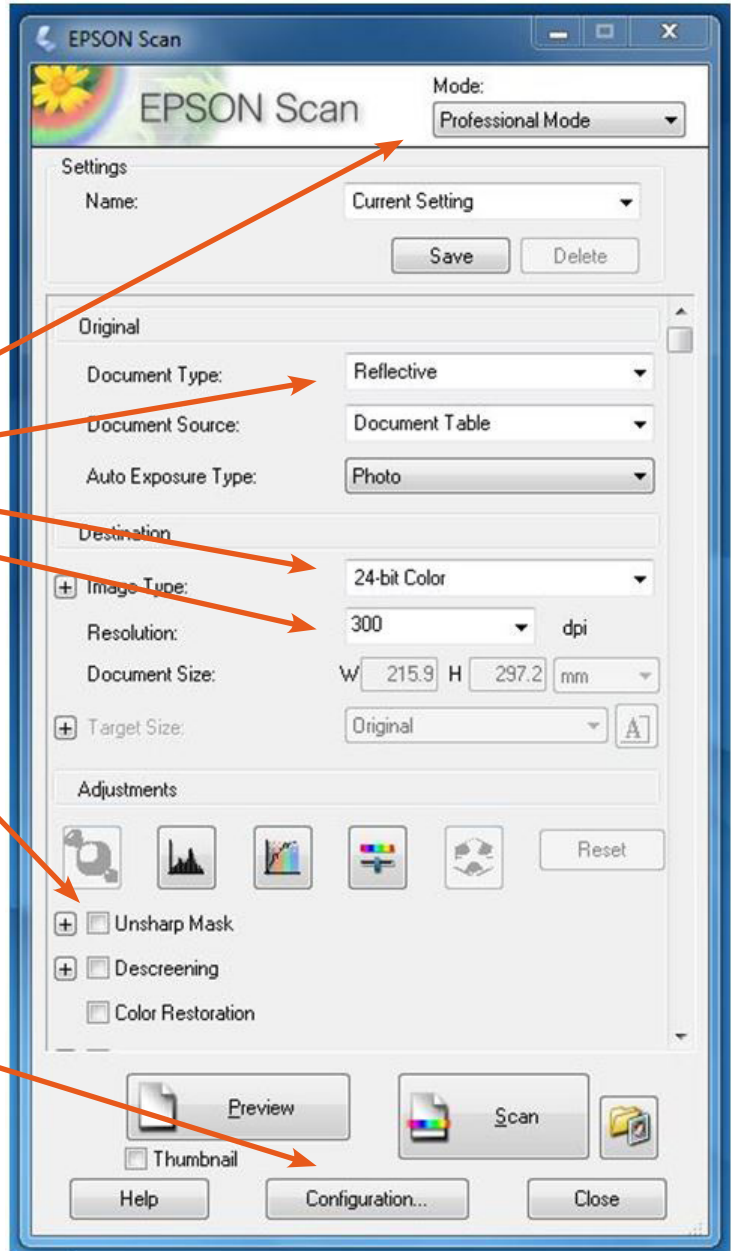 EPSON Scan
EPSON Scan
Mode:
Professional Mode
Settings
Name: Current Setting
Save Delete
Original
Document Type: Reflective
Document Source: Document Table
Auto Exposure Type: Photo
Destination
Image Type: 24-bit Color
Resolution: 300 dpi
Document Size: W 215.9 H 297.2 mm
Target Size: Original A
Adjustments
Reset
Unsharp Mask
Descreening
Color Restoration
Preview Scan
Thumbnail
Help Configuration... Close